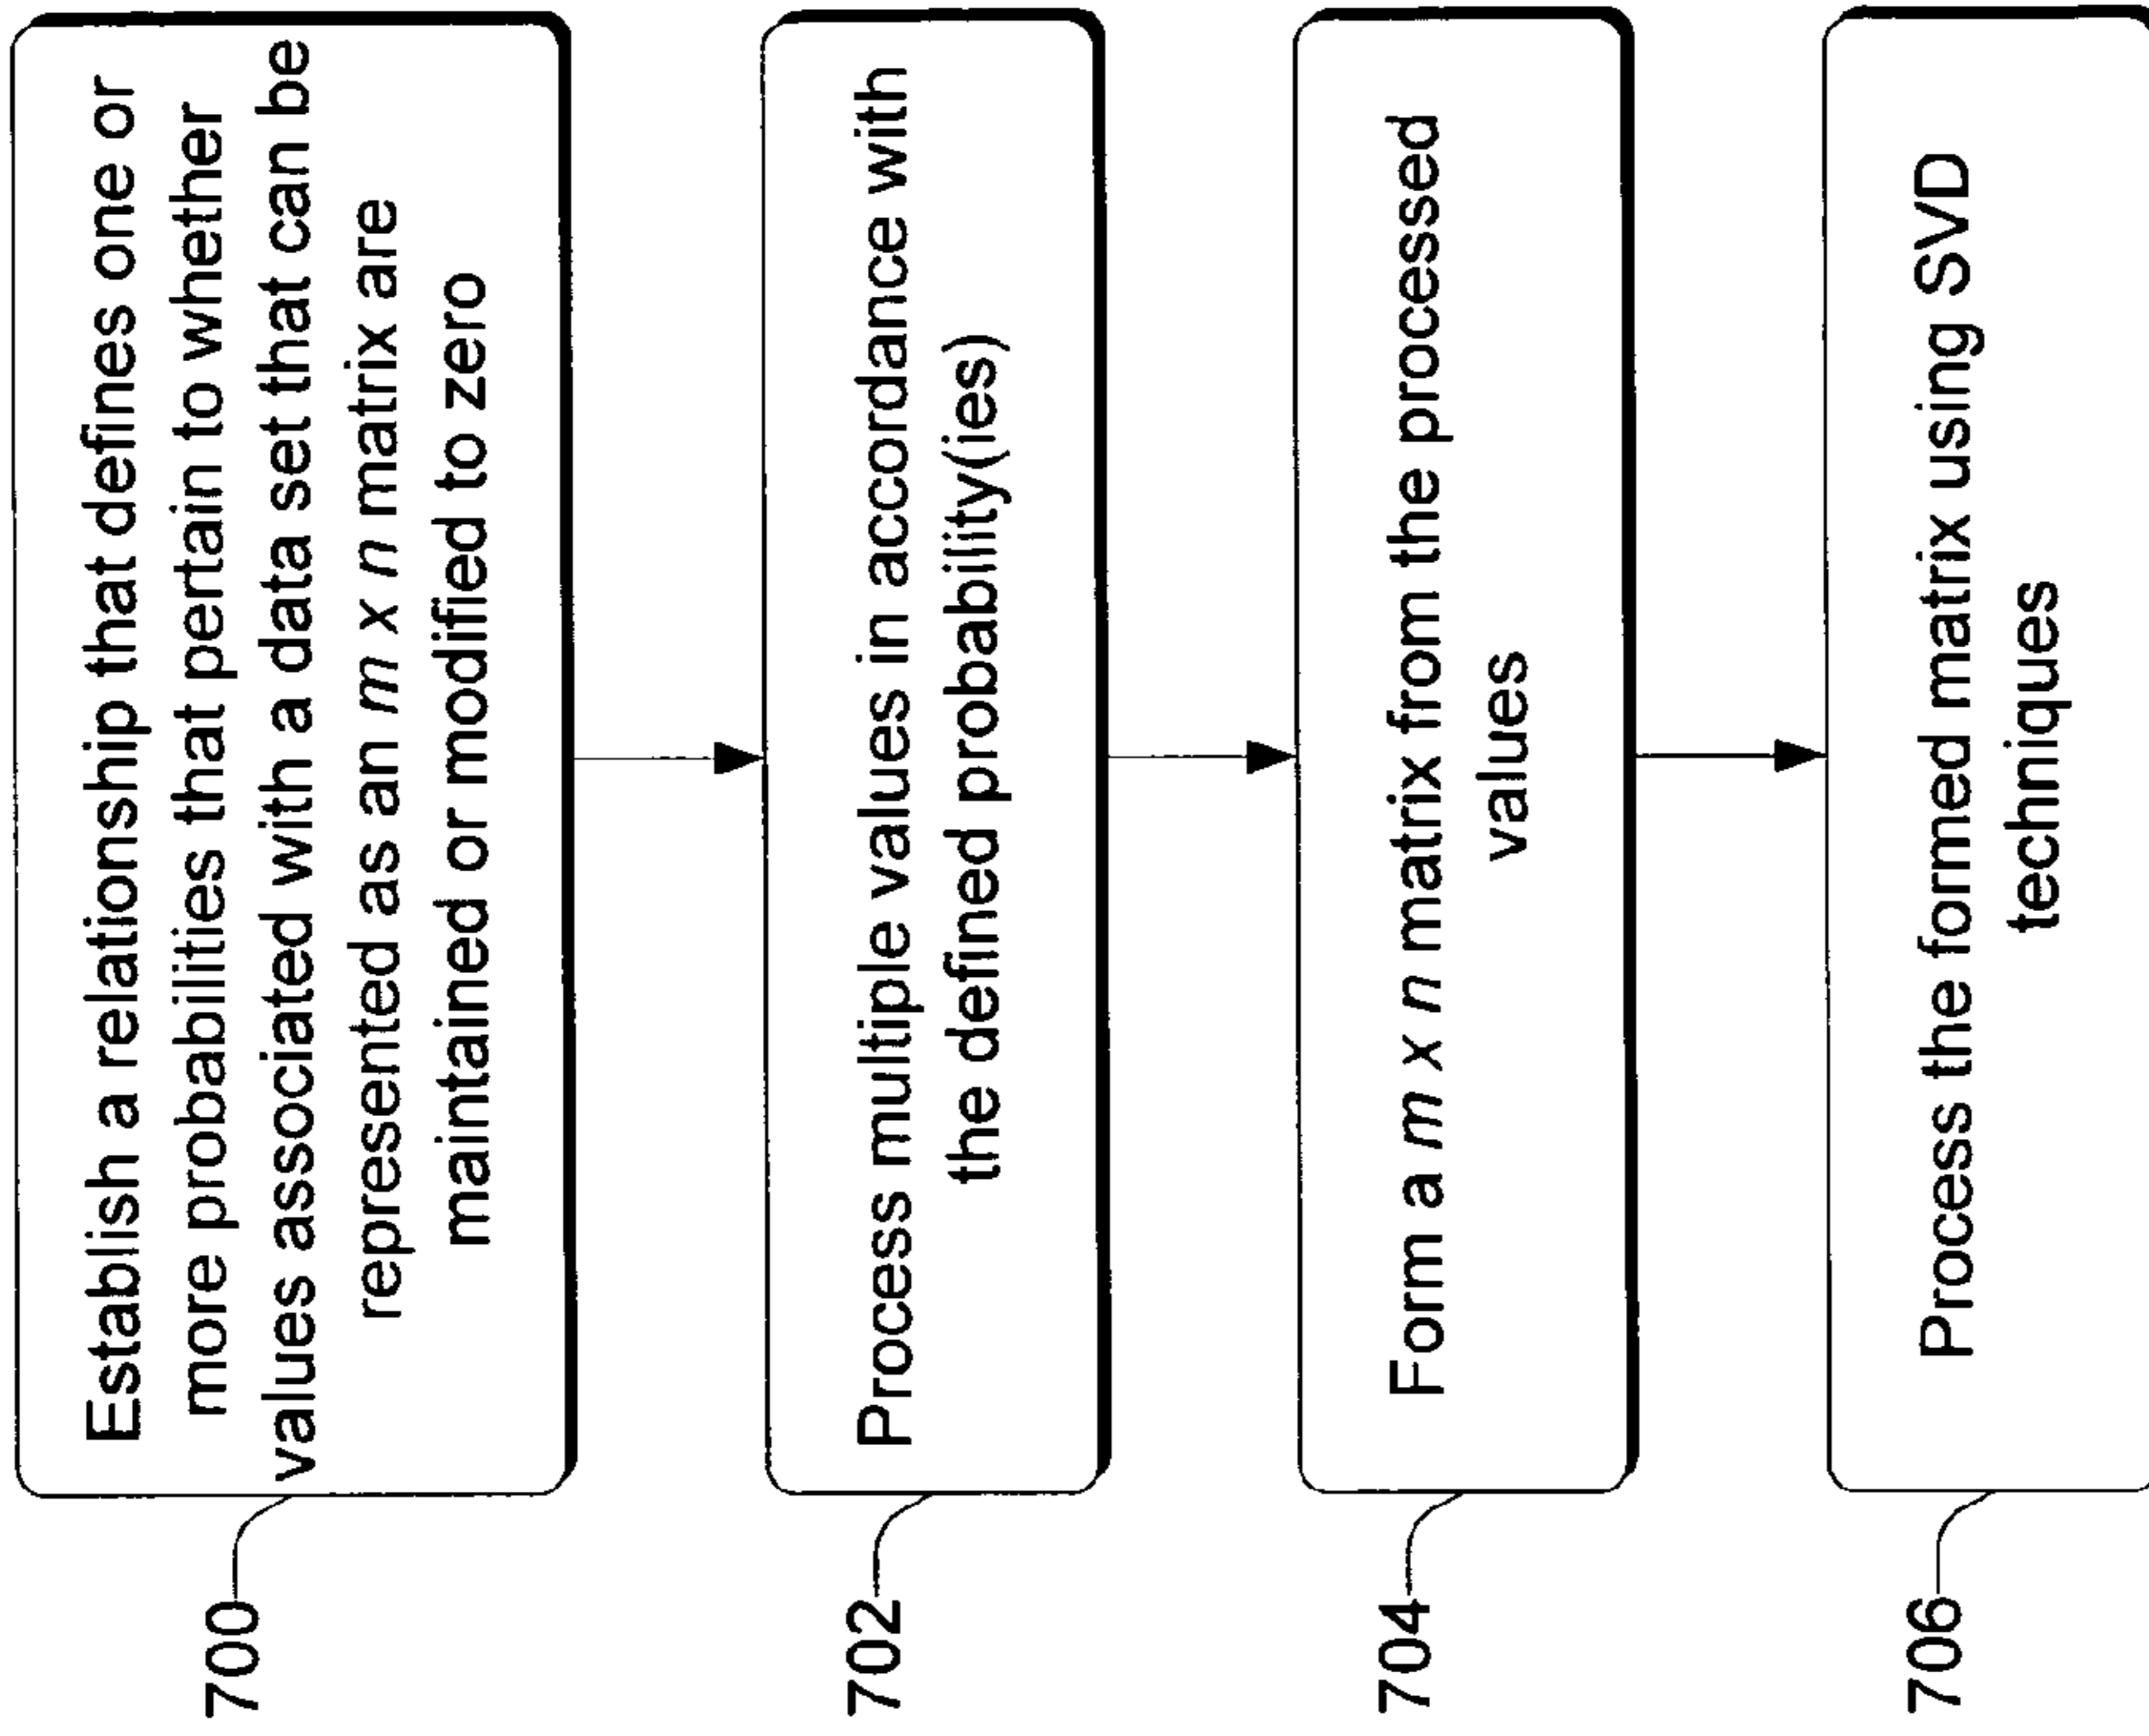 Establish a relationship that defines one or
more probabilities that pertain to whether
values associated with a data set that can be
represented as an m x n matrix are
maintained or modified to zero
700
Process multiple values in accordance with
the defined probability(ies)
702
Form a m x n matrix from the processed
values
704
Process the formed matrix using SVD
techniques
706